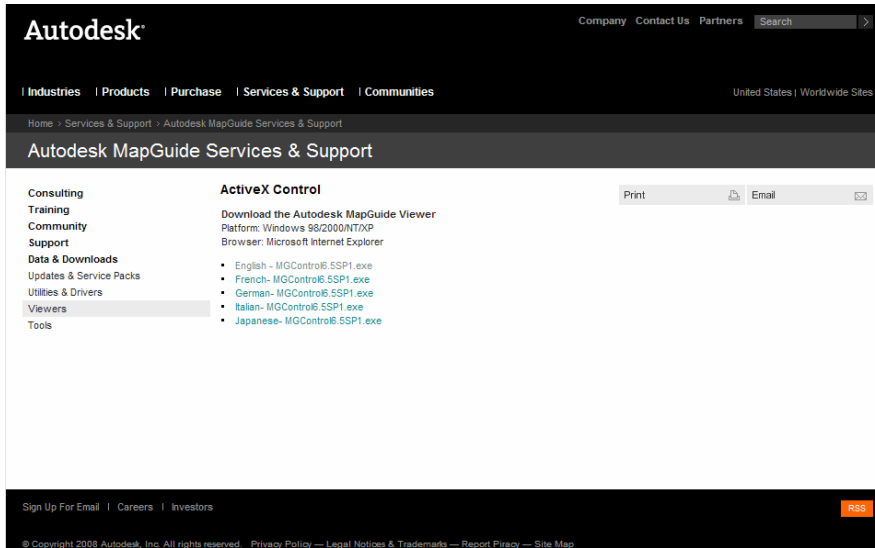 Autodesk®
Company Contact Us Partners Search
Industries | Products | Purchase | Services & Support | Communities
United States | Worldwide Sites
Home > Services & Support > Autodesk MapGuide Services & Support
Autodesk MapGuide Services & Support
Consulting
Training
Community
Support
Data & Downloads
Updates & Service Packs
Utilities & Drivers
Viewers
Tools
ActiveX Control
Download the Autodesk MapGuide Viewer
Platform: Windows 98/2000/NT/XP
Browser: Microsoft Internet Explorer
English - MGControl6.5SP1.exe
French- MGControl6.5SP1.exe
German- MGControl6.5SP1.exe
Italian- MGControl6.5SP1.exe
Japanese- MGControl6.5SP1.exe
Print
Email
Sign Up For Email | Careers | Investors
RSS
© Copyright 2008 Autodesk, Inc. All rights reserved. Privacy Policy — Legal Notices & Trademarks — Report Piracy — Site Map